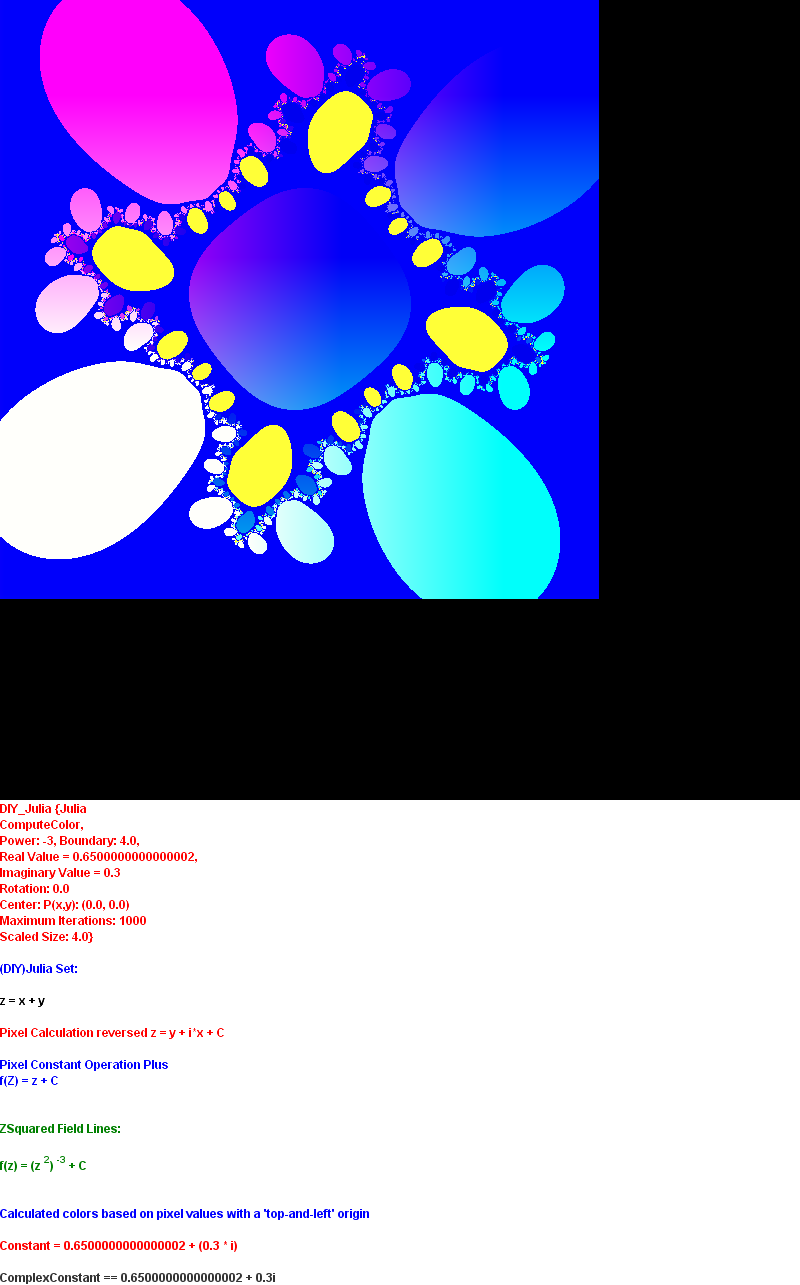 DIY_Julia {Julia
ComputeColor,
Power: -3, Boundary: 4.0,
Real Value = 0.6500000000000002,
Imaginary Value = 0.3
Rotation: 0.0
Center: P(x,y): (0.0, 0.0)
Maximum Iterations: 1000
Scaled Size: 4.0}
(DIY)Julia Set:
z = x + y
Pixel Calculation reversed z = y + i*x + C
Pixel Constant Operation Plus
f(Z) = z + C
ZSquared Field Lines:
f(z) = (z ²) ⁻³ + C
Calculated colors based on pixel values with a 'top-and-left' origin
Constant = 0.6500000000000002 + (0.3 * i)
ComplexConstant == 0.6500000000000002 + 0.3i